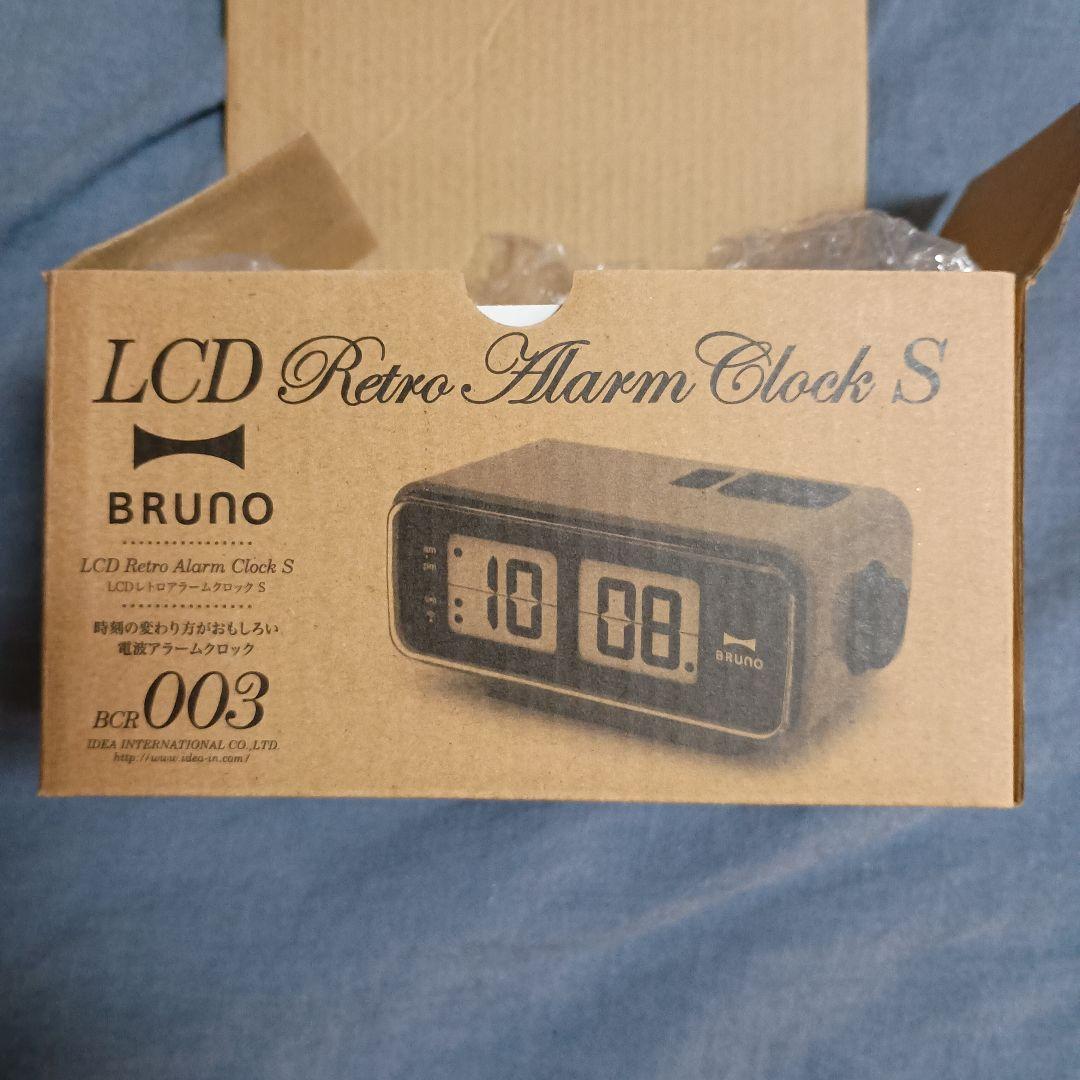 LCD Retro Alarm Clock S
BRUNO
LCD Retro Alarm Clock S
LCDレトロアラームクロック S
時刻の変わり方がおもしろい
電波アラームクロック
BCR003
IDEA INTERNATIONAL CO.,LTD.
http://www.idea-in.com/
am
pm
10 08
BRUNO